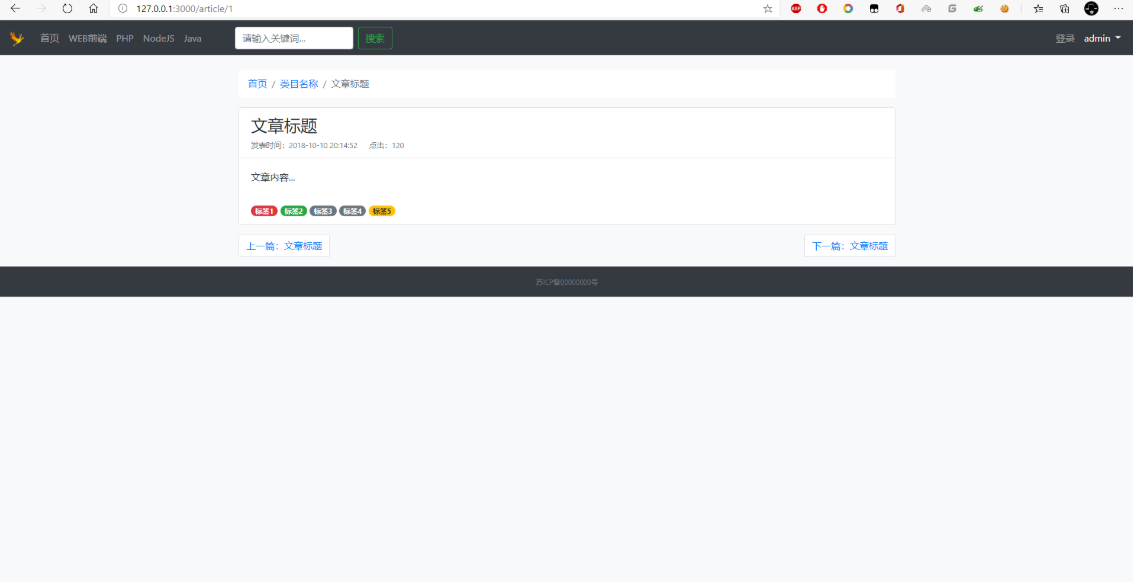 127.0.0.1:3000/article/1
首页 WEB前端 PHP NodeJS Java 请输入关键词... 搜索 登录 admin
首页 / 类目名称 / 文章标题
文章标题
发表时间：2018-10-10 20:14:52 点击：120
文章内容...
标签1 标签2 标签3 标签4 标签5
上一篇：文章标题 下一篇：文章标题
苏ICP备00000000号